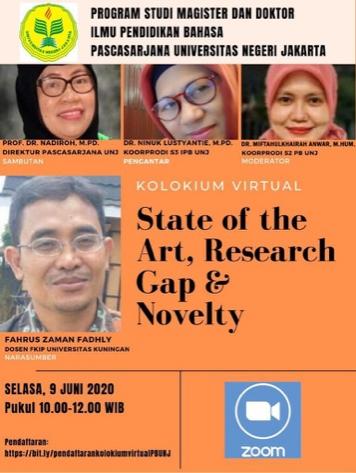 PROGRAM STUDI MAGISTER DAN DOKTOR
ILMU PENDIDIKAN BAHASA
PASCASARJANA UNIVERSITAS NEGERI JAKARTA
PROF. DR. NADIROH, M.PD.
DIREKTUR PASCASARJANA UNJ
SAMBUTAN
DR. NINUK LUSTYANTIE, M.PD.
KOORPRODI S3 IPB UNJ
PENGANTAR
DR. MIFTAHULKHAIRAH ANWAR, M.HUM.
KOORPRODI S2 PB UNJ
MODERATOR
KOLOKIUM VIRTUAL
State of the
Art, Research
Gap &
Novelty
FAHRUS ZAMAN FADHLY
DOSEN FKIP UNIVERSITAS KUNINGAN
NARASUMBER
SELASA, 9 JUNI 2020
Pukul 10.00-12.00 WIB
Pendaftaran:
https://bit.ly/pendaftarankolokiumvirtualPBUNJ
zoom